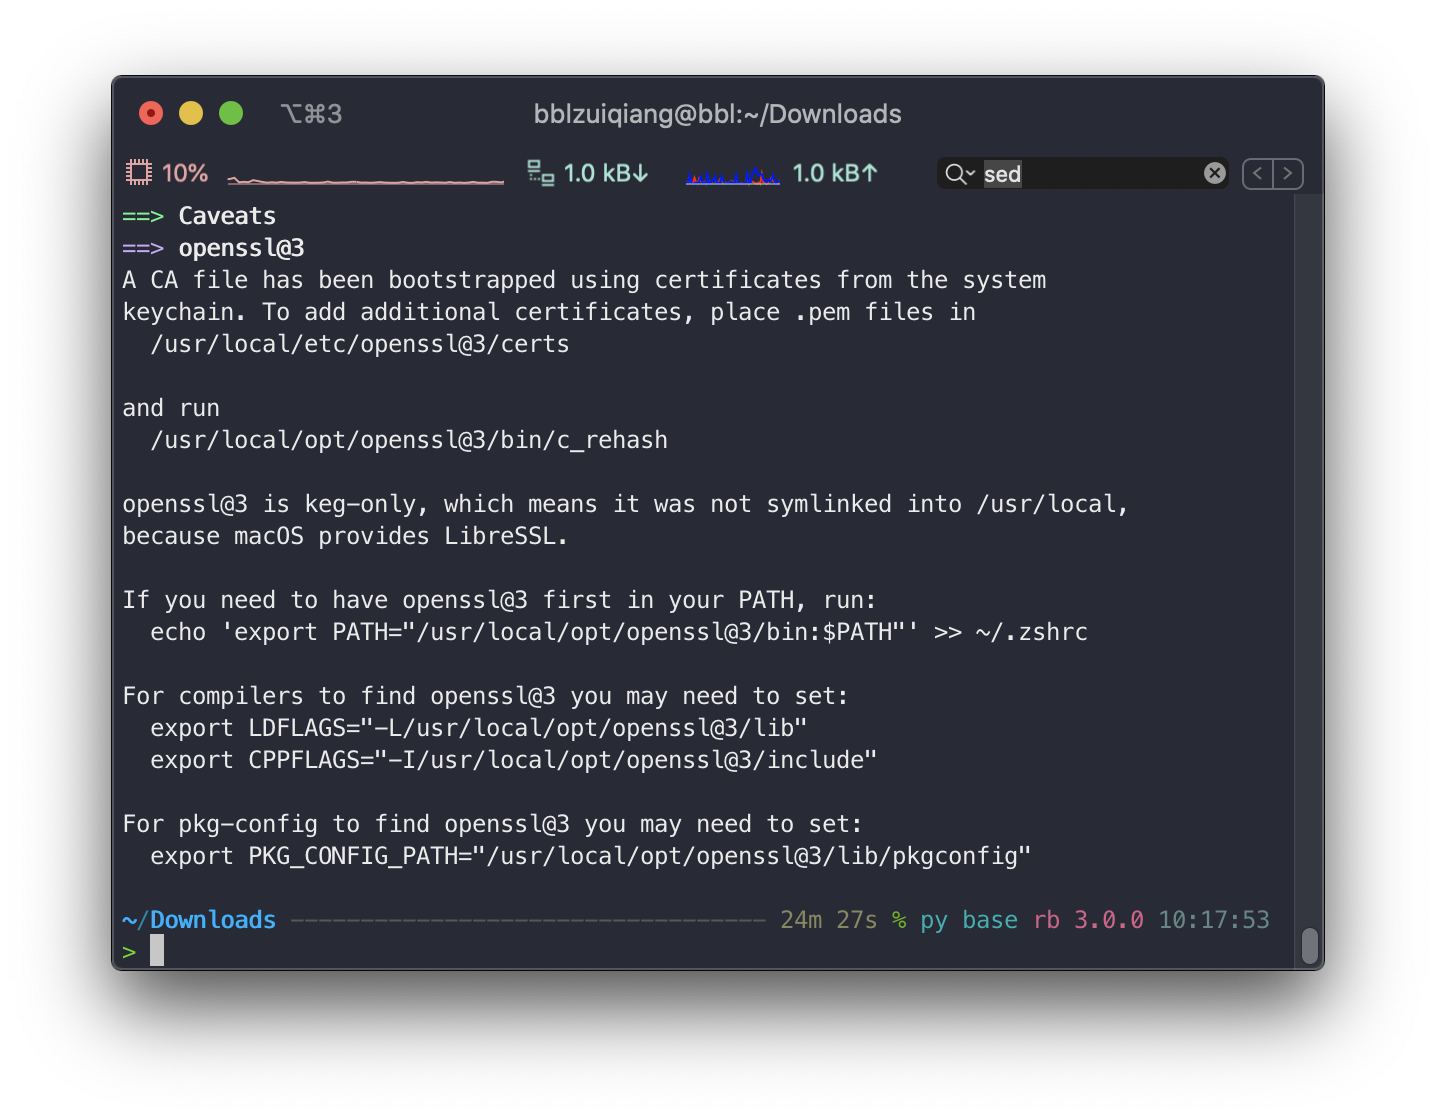 ⌥⌘3 bblzuiqiang@bbl:~/Downloads
10% 1.0 kB↓ 1.0 kB↑ sed
==> Caveats
==> openssl@3
A CA file has been bootstrapped using certificates from the system
keychain. To add additional certificates, place .pem files in
  /usr/local/etc/openssl@3/certs

and run
  /usr/local/opt/openssl@3/bin/c_rehash

openssl@3 is keg-only, which means it was not symlinked into /usr/local,
because macOS provides LibreSSL.

If you need to have openssl@3 first in your PATH, run:
  echo 'export PATH="/usr/local/opt/openssl@3/bin:$PATH"' >> ~/.zshrc

For compilers to find openssl@3 you may need to set:
  export LDFLAGS="-L/usr/local/opt/openssl@3/lib"
  export CPPFLAGS="-I/usr/local/opt/openssl@3/include"

For pkg-config to find openssl@3 you may need to set:
  export PKG_CONFIG_PATH="/usr/local/opt/openssl@3/lib/pkgconfig"

~/Downloads ────────────────────────────────── 24m 27s % py base rb 3.0.0 10:17:53
>